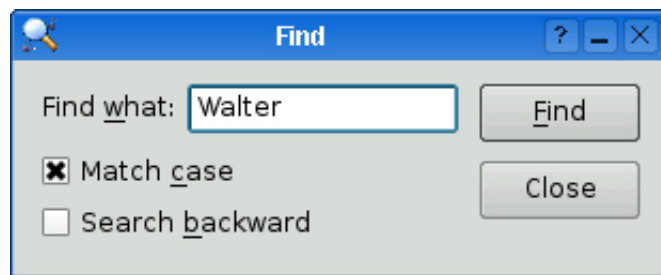 Find
Find what: Walter
Find
Match case
Close
Search backward